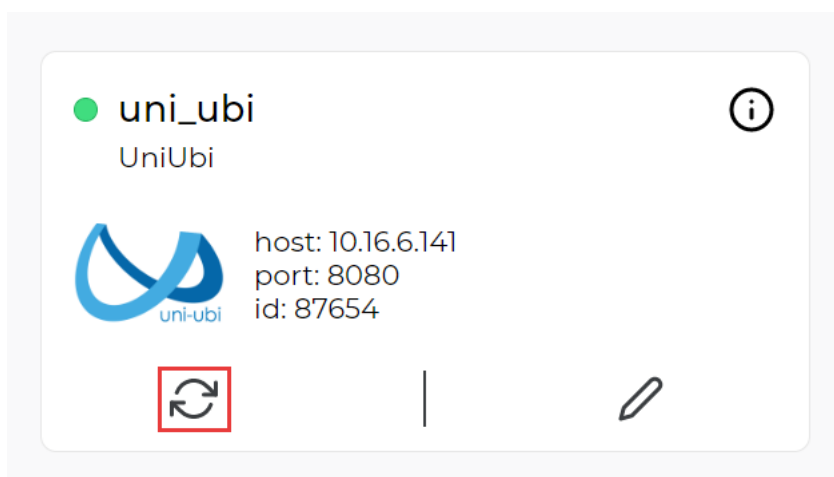 uni_ubi
UniUbi
host: 10.16.6.141
port: 8080
id: 87654
uni-ubi